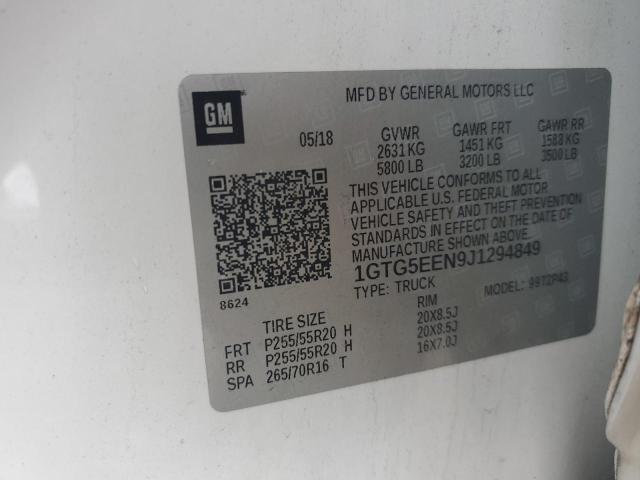 GM
MFD BY GENERAL MOTORS LLC
05/18 GVWR GAWR FRT GAWR RR
2631 KG 1451 KG 1588 KG
5800 LB 3200 LB 3500 LB
THIS VEHICLE CONFORMS TO ALL
APPLICABLE U.S. FEDERAL MOTOR
VEHICLE SAFETY AND THEFT PREVENTION
STANDARDS IN EFFECT ON THE DATE OF
MANUFACTURE SHOWN ABOVE.
1GTG5EEN9J1294849
8624
TYPE: TRUCK MODEL: 99T2P43
TIRE SIZE RIM
FRT P255/55R20 H 20X8.5J
RR P255/55R20 H 20X8.5J
SPA 265/70R16 T 16X7.0J